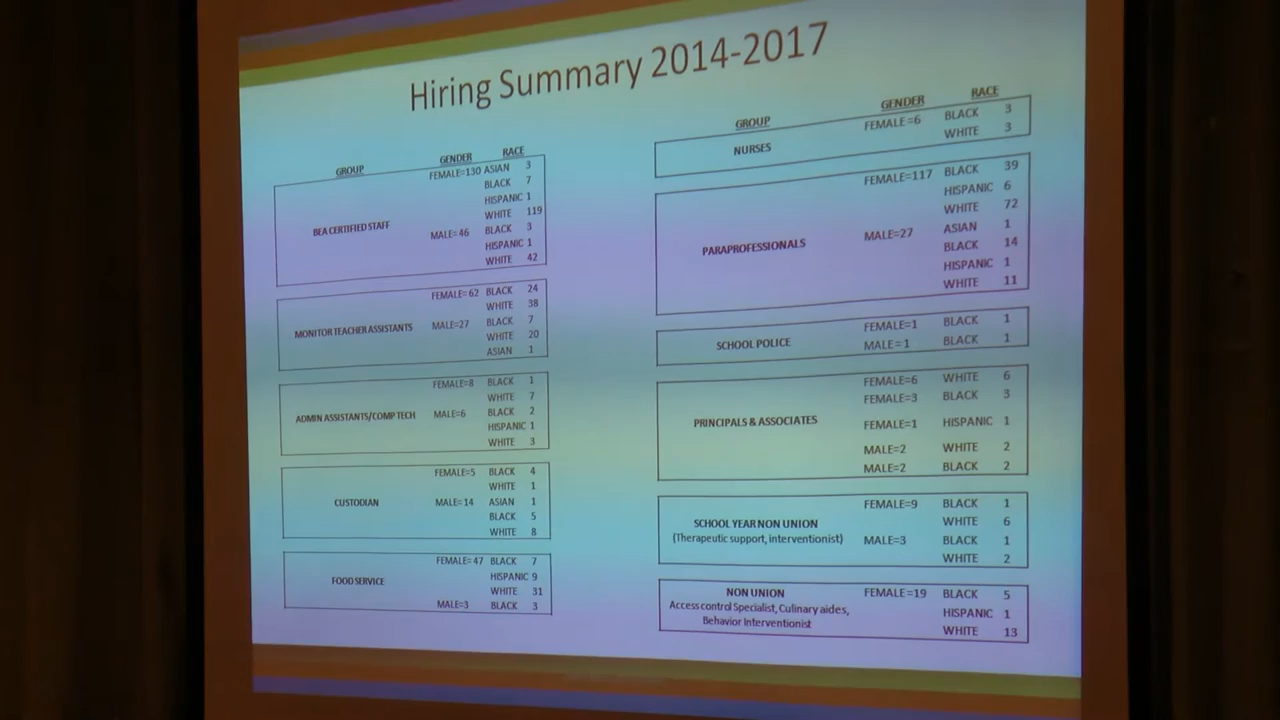 Hiring Summary 2014-2017
GROUP GENDER RACE
BEA CERTIFIED STAFF
FEMALE=130 ASIAN 3
BLACK 7
HISPANIC 1
WHITE 119
MALE=46 BLACK 3
HISPANIC 1
WHITE 42
MONITOR TEACHER ASSISTANTS
FEMALE=62 BLACK 24
WHITE 38
MALE=27 BLACK 7
WHITE 20
ASIAN 1
ADMIN ASSISTANTS/COMP TECH
FEMALE=8 BLACK 1
WHITE 7
MALE=6 BLACK 2
HISPANIC 1
WHITE 3
CUSTODIAN
FEMALE=5 BLACK 4
WHITE 1
MALE=14 ASIAN 1
BLACK 5
WHITE 8
FOOD SERVICE
FEMALE=47 BLACK 7
HISPANIC 9
WHITE 31
MALE=3 BLACK 3
GROUP GENDER RACE
NURSES
FEMALE=6 BLACK 3
WHITE 3
PARAPROFESSIONALS
FEMALE=117 BLACK 39
HISPANIC 6
WHITE 72
MALE=27 ASIAN 1
BLACK 14
HISPANIC 1
WHITE 11
SCHOOL POLICE
FEMALE=1 BLACK 1
MALE=1 BLACK 1
PRINCIPALS & ASSOCIATES
FEMALE=6 WHITE 6
FEMALE=3 BLACK 3
FEMALE=1 HISPANIC 1
MALE=2 WHITE 2
MALE=2 BLACK 2
SCHOOL YEAR NON UNION
(Therapeutic support, interventionist)
FEMALE=9 BLACK 1
WHITE 6
MALE=3 BLACK 1
WHITE 2
NON UNION
Access control Specialist, Culinary aides,
Behavior Interventionist
FEMALE=19 BLACK 5
HISPANIC 1
WHITE 13